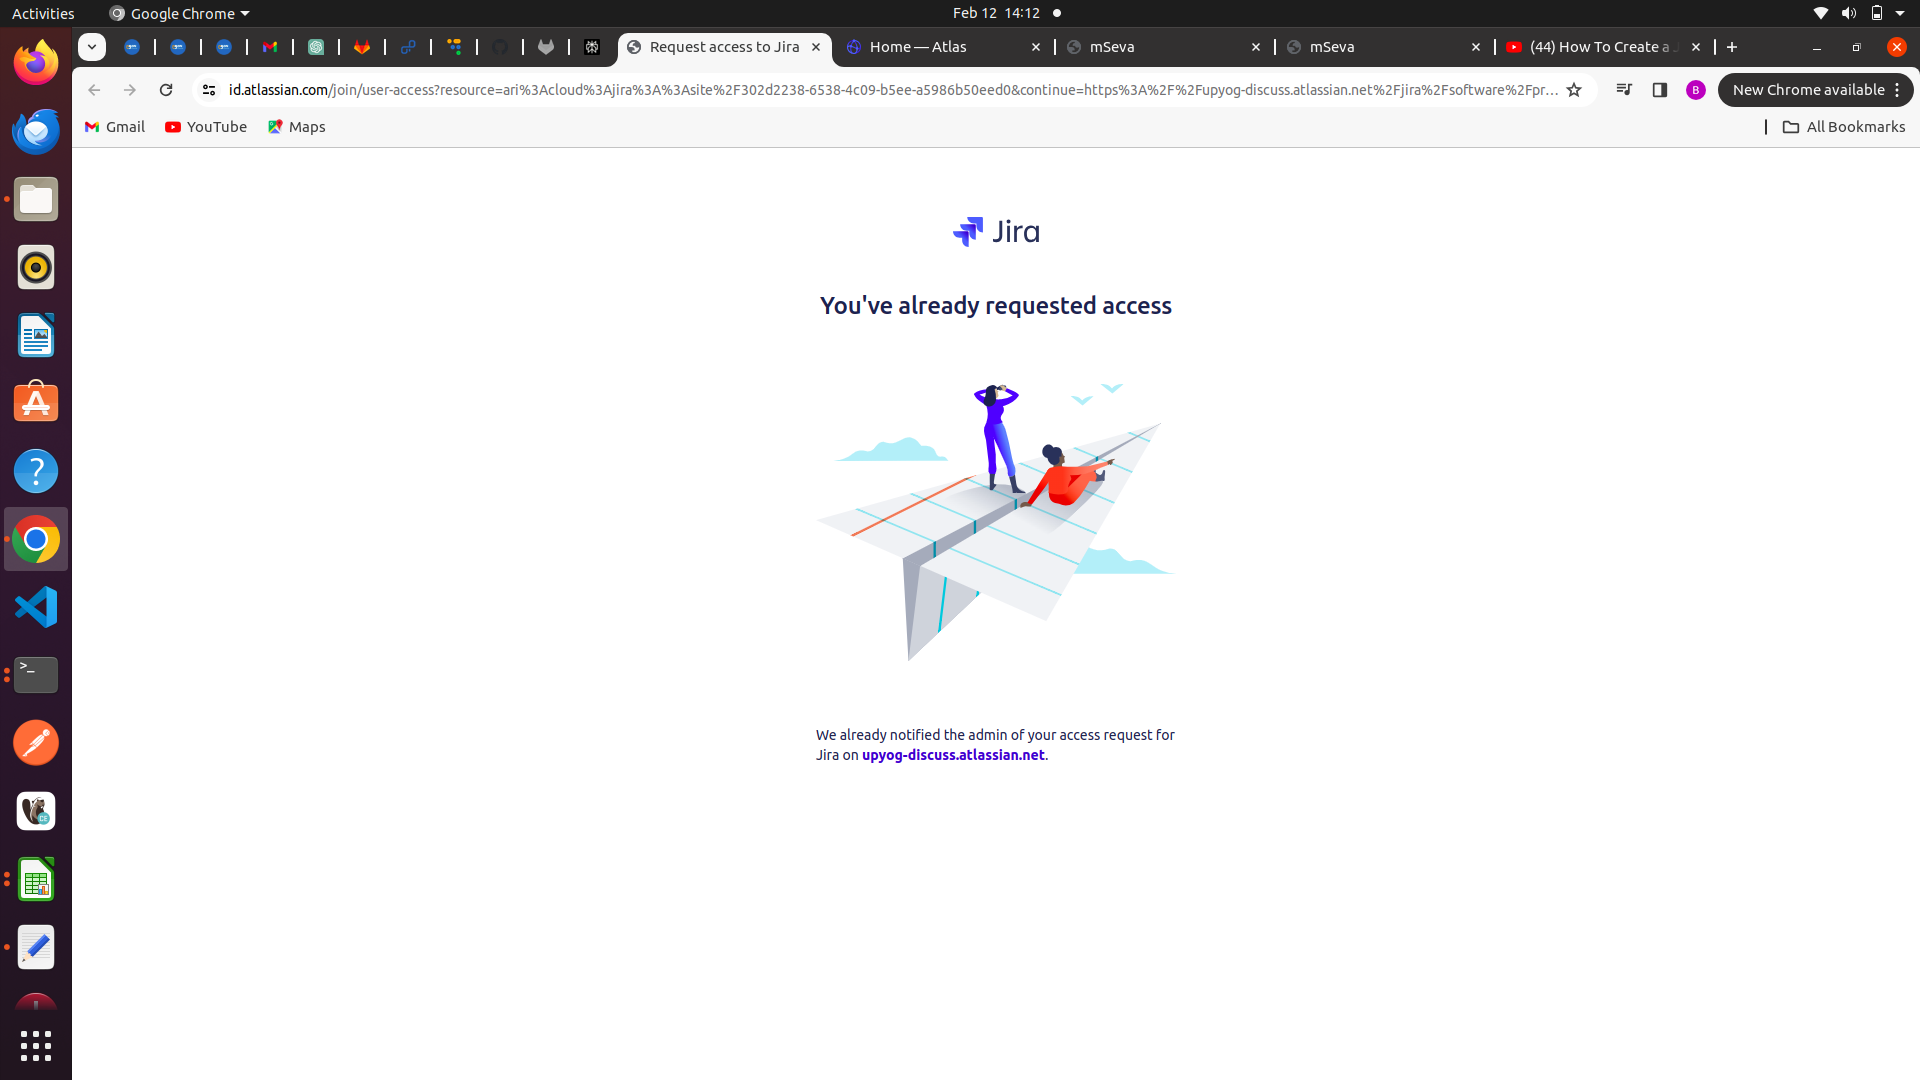 Activities
Google Chrome
Feb 12 14:12
Request access to Jira
Home — Atlas
mSeva
mSeva
(44) How To Create a J
id.atlassian.com/join/user-access?resource=ari%3Acloud%3Ajira%3A%3Asite%2F302d2238-6538-4c09-b5ee-a5986b50eed0&continue=https%3A%2F%2Fupyog-discuss.atlassian.net%2Fjira%2Fsoftware%2Fpr…
B
New Chrome available
Gmail
YouTube
Maps
All Bookmarks
Jira
You've already requested access
We already notified the admin of your access request for
Jira on upyog-discuss.atlassian.net.